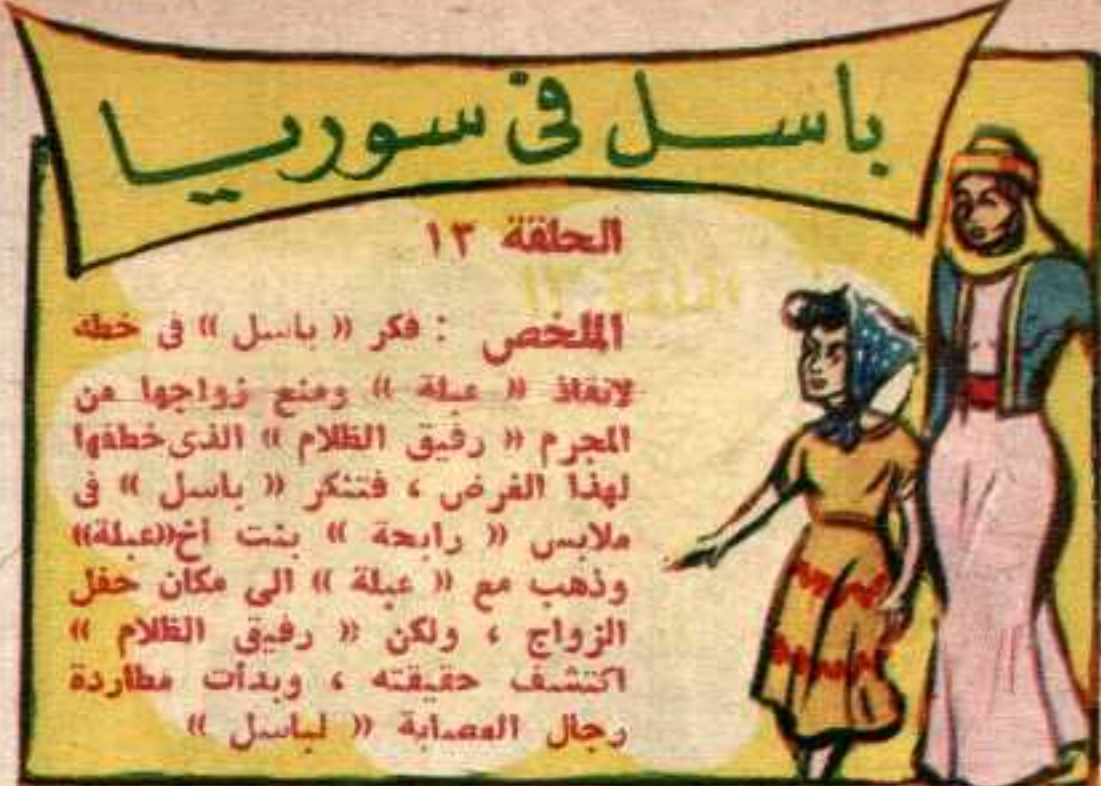 باسل فى سوريا
الحلقة ١٣
الملخص : فكر « باسل » فى خطة
لانقاذ « عبلة » ومنع زواجها من
المجرم « رفيق الظلام » الذى خطفها
لهذا الغرض ، فتنكر « باسل » فى
ملابس « رابحة » بنت أخ«عبلة»
وذهب مع « عبلة » الى مكان حفل
الزواج ، ولكن « رفيق الظلام »
اكتشف حقيقته ، وبدأت مطاردة
رجال العصابة « لباسل »